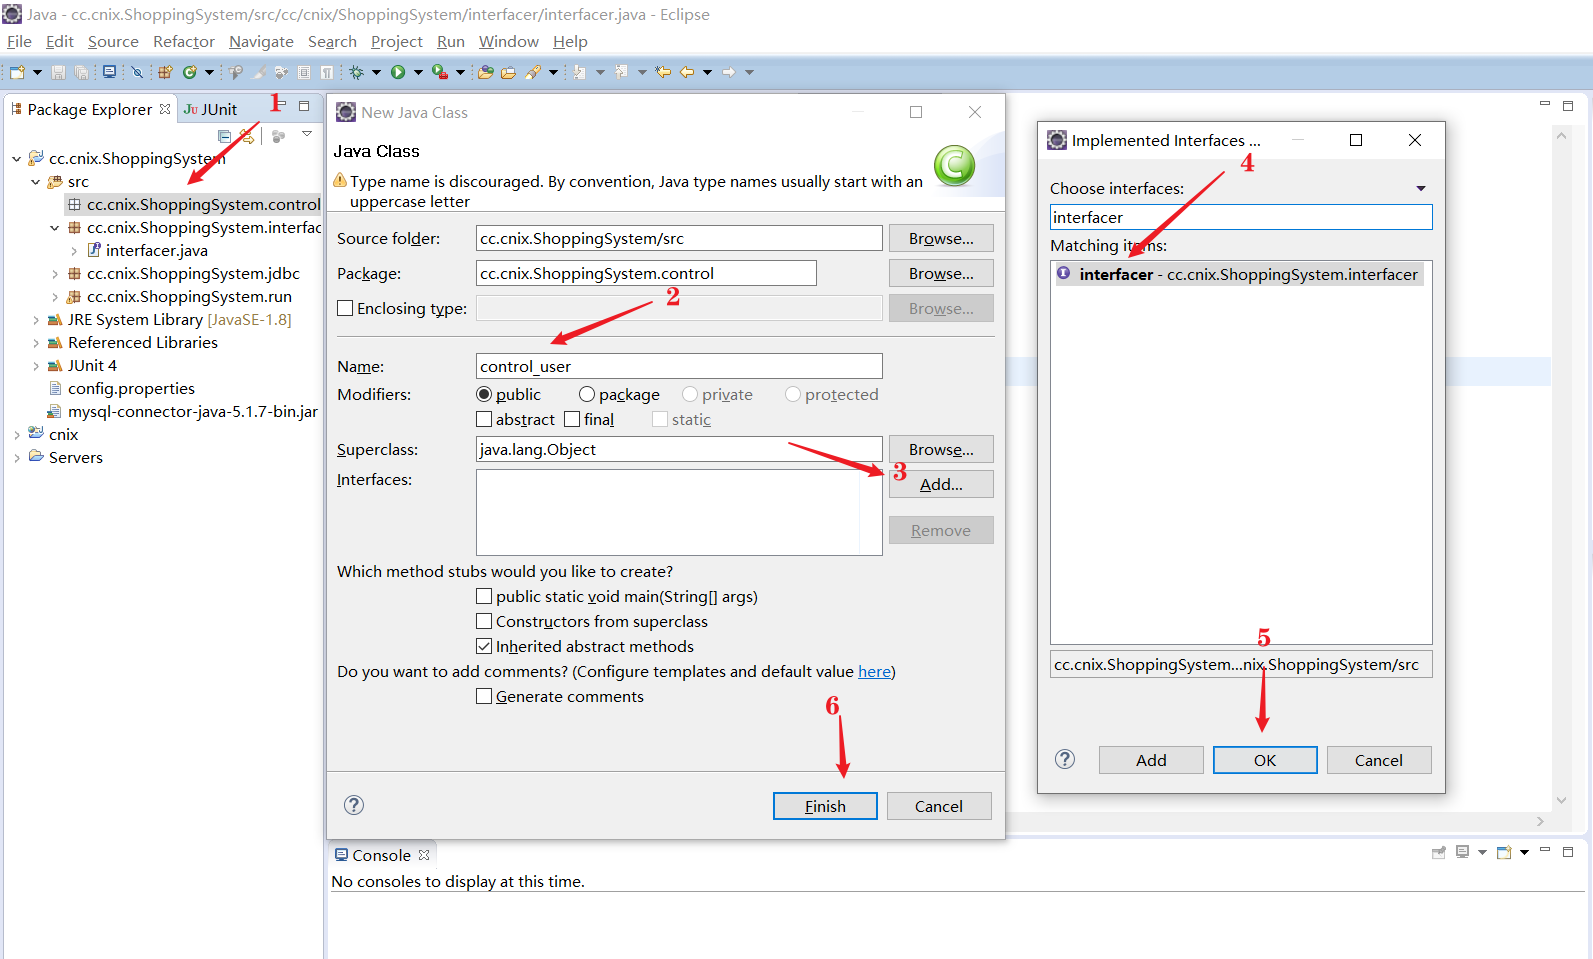 Java - cc.cnix.ShoppingSystem/src/cc/cnix/ShoppingSystem/interfacer/interfacer.java - Eclipse
File Edit Source Refactor Navigate Search Project Run Window Help
Package Explorer
JU JUnit
1
cc.cnix.ShoppingSystem
src
cc.cnix.ShoppingSystem.control
cc.cnix.ShoppingSystem.interfac
interfacer.java
cc.cnix.ShoppingSystem.jdbc
cc.cnix.ShoppingSystem.run
JRE System Library [JavaSE-1.8]
Referenced Libraries
JUnit 4
config.properties
mysql-connector-java-5.1.7-bin.jar
cnix
Servers
New Java Class
Java Class
Type name is discouraged. By convention, Java type names usually start with an
uppercase letter
C
Source folder: cc.cnix.ShoppingSystem/src Browse...
Package: cc.cnix.ShoppingSystem.control Browse...
Enclosing type: Browse...
2
Name: control_user
Modifiers: public package private protected
abstract final static
Superclass: java.lang.Object Browse...
3
Interfaces: Add...
Remove
Which method stubs would you like to create?
public static void main(String[] args)
Constructors from superclass
Inherited abstract methods
Do you want to add comments? (Configure templates and default value here)
Generate comments
6
? Finish Cancel
Implemented Interfaces ...
4
Choose interfaces:
interfacer
Matching items:
I interfacer - cc.cnix.ShoppingSystem.interfacer
5
cc.cnix.ShoppingSystem...nix.ShoppingSystem/src
? Add OK Cancel
Console
No consoles to display at this time.